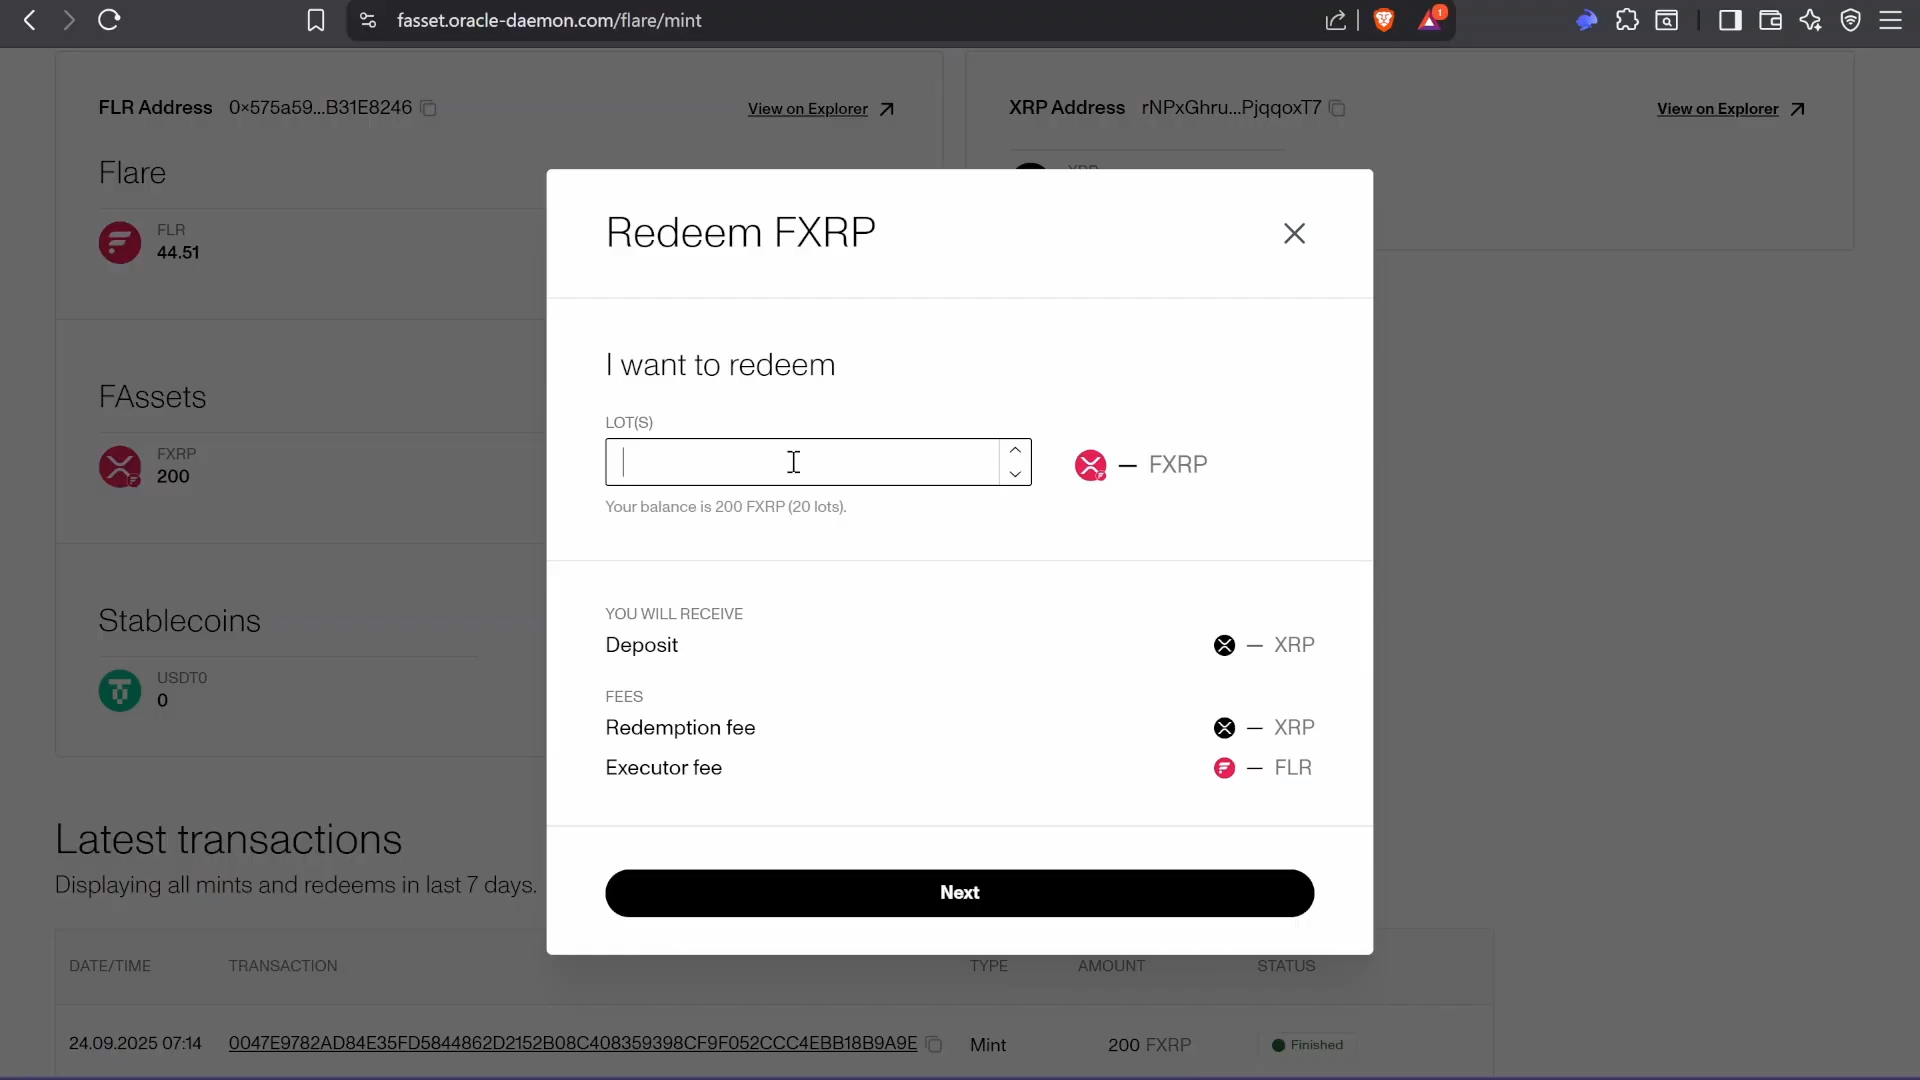 fasset.oracle-daemon.com/flare/mint
1
FLR Address 0×575a59...B31E8246
View on Explorer
XRP Address rNPxGhru...PjqqoxT7
View on Explorer
Flare
FLR
44.51
FAssets
FXRP
200
Stablecoins
USDT0
0
Redeem FXRP
I want to redeem
LOT(S)
— FXRP
Your balance is 200 FXRP (20 lots).
YOU WILL RECEIVE
Deposit — XRP
FEES
Redemption fee — XRP
Executor fee — FLR
Next
Latest transactions
Displaying all mints and redeems in last 7 days.
DATE/TIME TRANSACTION TYPE AMOUNT STATUS
24.09.2025 07:14 0047E9782AD84E35FD5844862D2152B08C408359398CF9F052CCC4EBB18B9A9E Mint 200 FXRP Finished